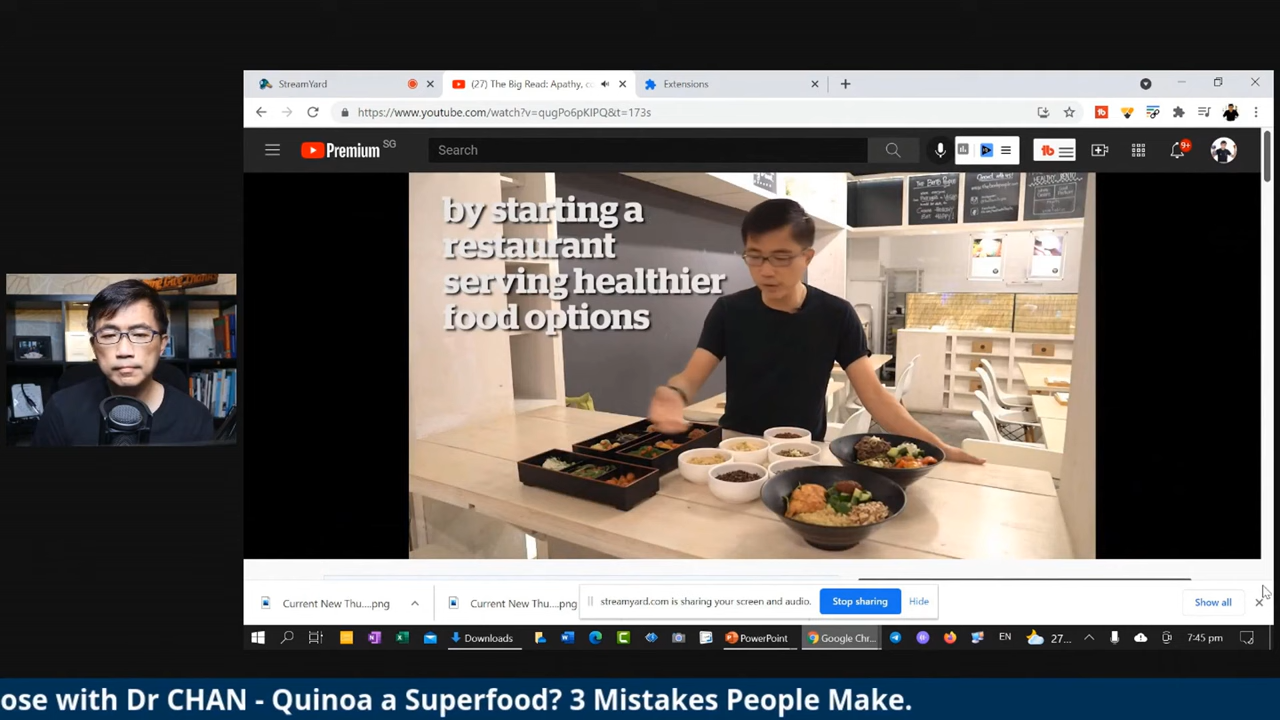 StreamYard
(27) The Big Read: Apathy, co
Extensions
https://www.youtube.com/watch?v=qugPo6pKIPQ&t=173s
Premium SG
Search
9+
by starting a
restaurant
serving healthier
food options
Current New Thu....png
Current New Thu....png
streamyard.com is sharing your screen and audio.
Stop sharing
Hide
Show all
Downloads
PowerPoint
Google Chr...
EN
27...
7:45 pm
ose with Dr CHAN - Quinoa a Superfood? 3 Mistakes People Make.